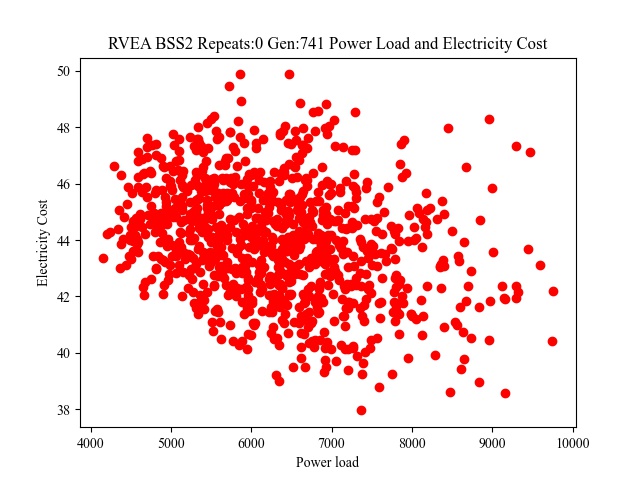 RVEA BSS2 Repeats:0 Gen:741 Power Load and Electricity Cost
50
48
46
44
42
40
38
Electricity Cost
4000 5000 6000 7000 8000 9000 10000
Power load